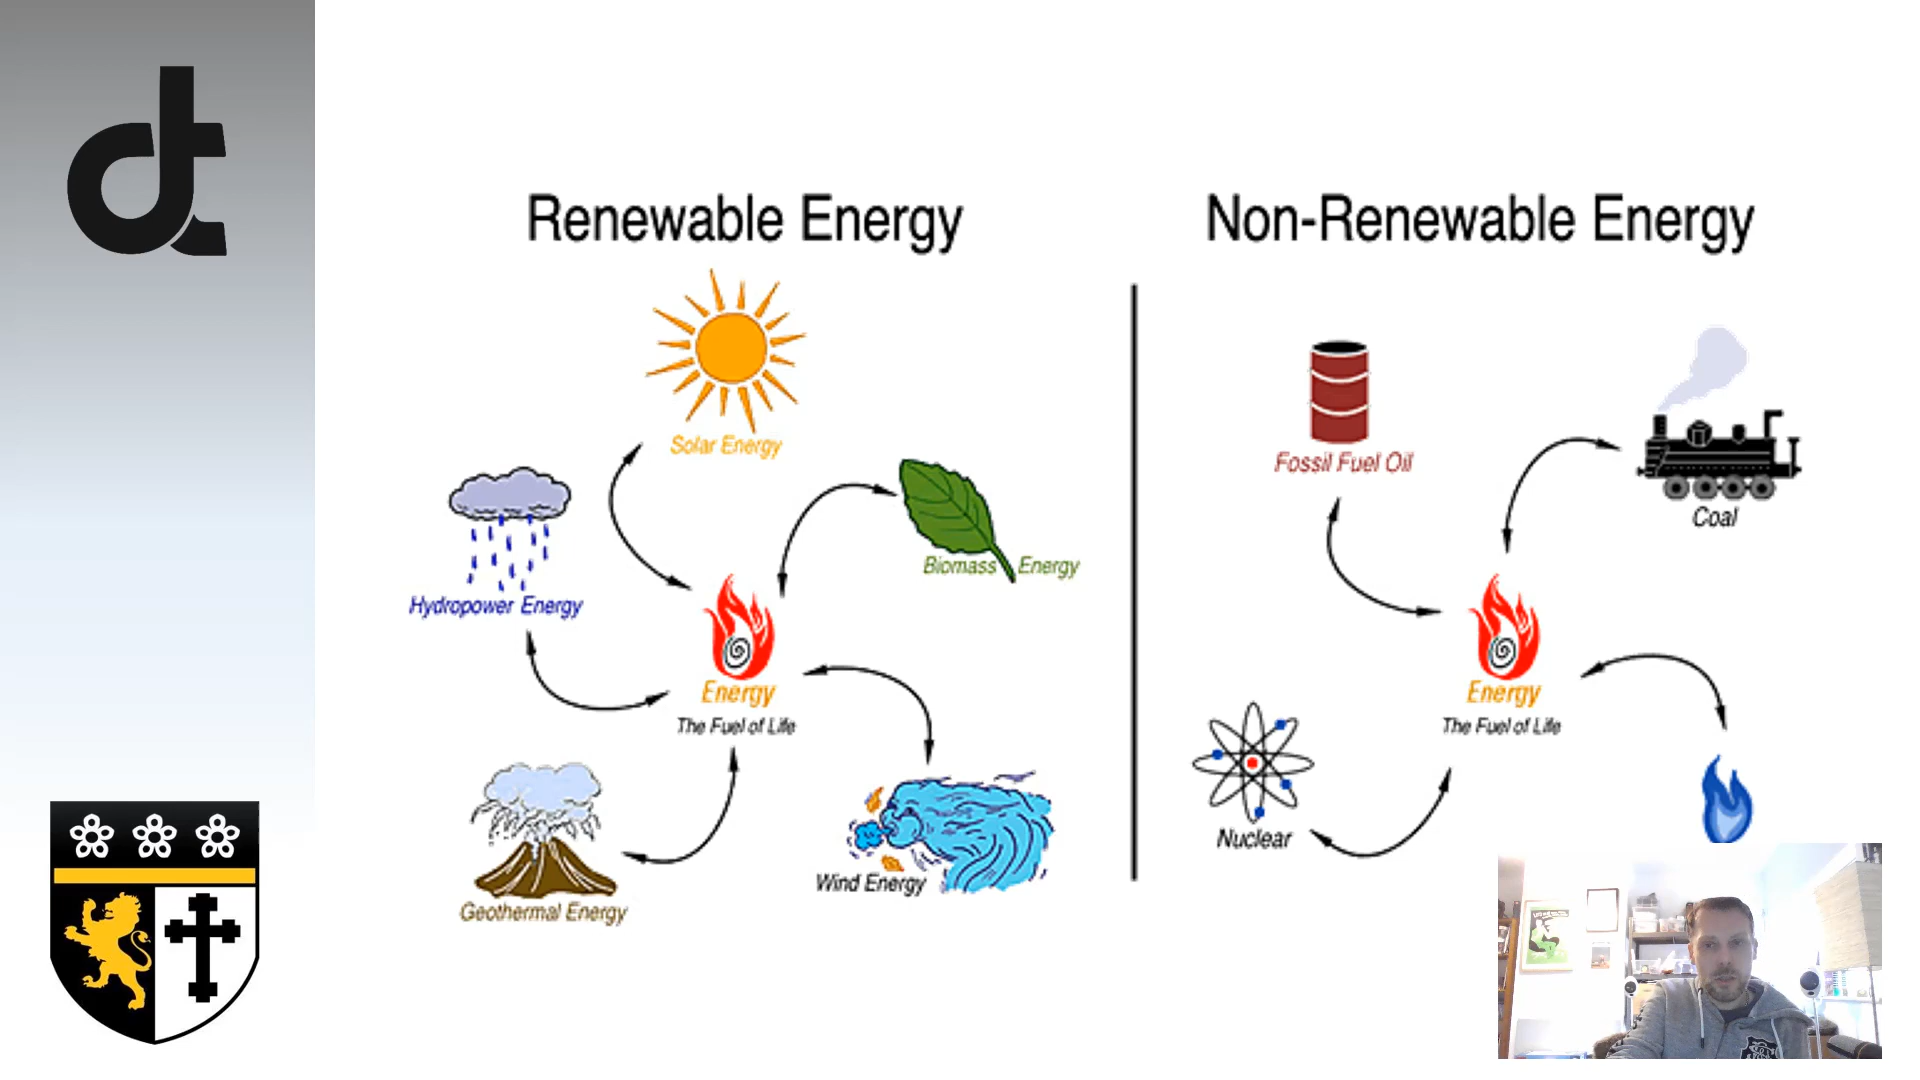 Renewable Energy
Solar Energy
Hydropower Energy
Biomass Energy
Energy
The Fuel of Life
Geothermal Energy
Wind Energy
Non-Renewable Energy
Fossil Fuel Oil
Coal
Energy
The Fuel of Life
Nuclear
dt